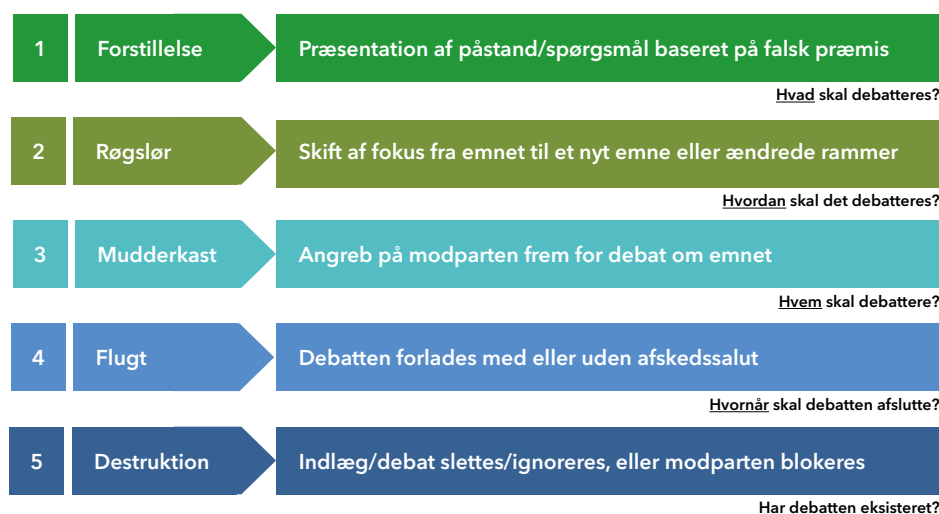 1 Forstillelse Præsentation af påstand/spørgsmål baseret på falsk præmis
Hvad skal debatteres?
2 Røgslør Skift af fokus fra emnet til et nyt emne eller ændrede rammer
Hvordan skal det debatteres?
3 Mudderkast Angreb på modparten frem for debat om emnet
Hvem skal debattere?
4 Flugt Debatten forlades med eller uden afskedssalut
Hvornår skal debatten afslutte?
5 Destruktion Indlæg/debat slettes/ignoreres, eller modparten blokeres
Har debatten eksisteret?